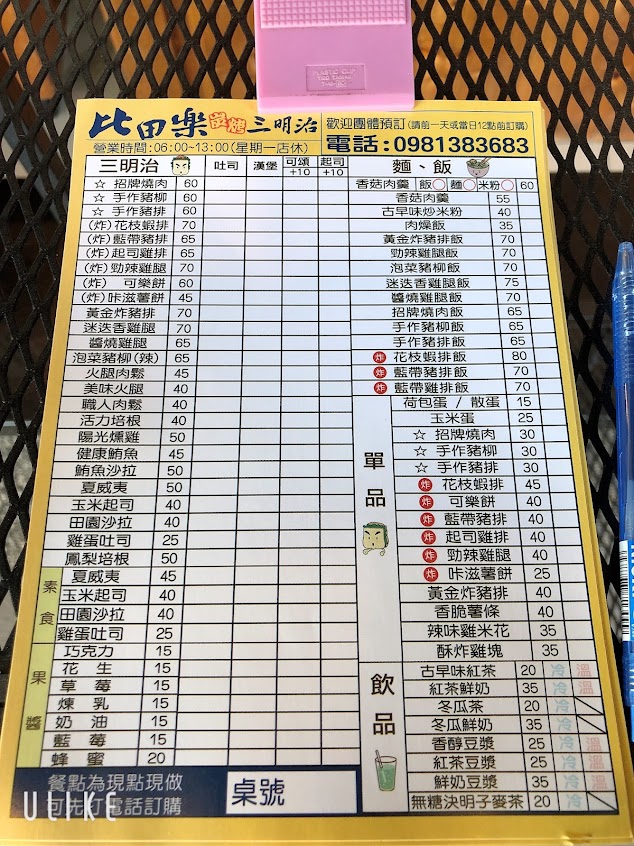 比田樂 炭烤 三明治
歡迎團體預訂(請前一天或當日12點前訂購)
營業時間:06:00~13:00(星期一店休)
電話:0981383683
三明治 吐司 漢堡 可頌+10 起司+10
☆ 招牌燒肉 60
☆ 手作豬柳 60
☆ 手作豬排 60
(炸)花枝蝦排 70
(炸)藍帶豬排 65
(炸)起司雞排 65
(炸)勁辣雞腿 70
(炸) 可樂餅 60
(炸)咔滋薯餅 45
黃金炸豬排 70
迷迭香雞腿 70
醬燒雞腿 65
泡菜豬柳(辣) 65
火腿肉鬆 45
美味火腿 40
職人肉鬆 40
活力培根 40
陽光燻雞 50
健康鮪魚 45
鮪魚沙拉 50
夏威夷 50
玉米起司 40
田園沙拉 40
雞蛋吐司 25
鳳梨培根 50
素食
夏威夷 45
玉米起司 40
田園沙拉 40
雞蛋吐司 25
果醬
巧克力 15
花生 15
草莓 15
煉乳 15
奶油 15
藍莓 15
蜂蜜 20
麵、飯
香菇肉羹 飯○ 麵○ 米粉○ 60
香菇肉羹 55
古早味炒米粉 40
肉燥飯 35
黃金炸豬排飯 70
勁辣雞腿飯 70
泡菜豬柳飯 70
迷迭香雞腿飯 75
醬燒雞腿飯 70
招牌燒肉飯 65
手作豬柳飯 65
手作豬排飯 65
炸 花枝蝦排飯 80
炸 藍帶豬排飯 70
炸 藍帶雞排飯 70
單品
荷包蛋 / 散蛋 15
玉米蛋 25
☆ 招牌燒肉 30
☆ 手作豬柳 30
☆ 手作豬排 30
炸 花枝蝦排 45
炸 可樂餅 40
炸 藍帶豬排 40
炸 起司雞排 40
炸 勁辣雞腿 40
炸 咔滋薯餅 25
黃金炸豬排 40
香脆薯條 40
辣味雞米花 35
酥炸雞塊 35
飲品
古早味紅茶 20 冷 溫
紅茶鮮奶 35 冷 溫
冬瓜茶 20 冷
冬瓜鮮奶 35 冷
香醇豆漿 25 冷 溫
紅茶豆漿 25 冷 溫
鮮奶豆漿 35 冷 溫
無糖決明子麥茶 20 冷
餐點為現點現做
可先打電話訂購
桌號
ULIKE